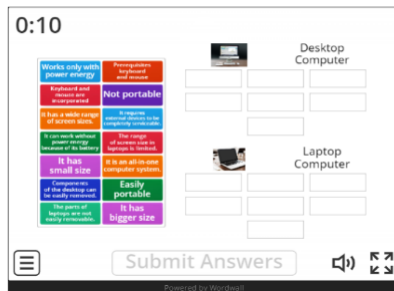 0:10
Works only with
power energy
Prerequisites
keyboard
and mouse
Keyboard and
mouse are
incorporated
Not portable
It has a wide range
of screen sizes.
It requires
external devices to be
completely serviceable.
It can work without
power energy
because of its battery
The range
of screen size in
laptops is limited.
It has
small size
It is an all-in-one
computer system.
Components
of the desktop can
be easily removed.
Easily
portable
The parts of
laptops are not
easily removable.
It has
bigger size
Desktop
Computer
Laptop
Computer
Submit Answers
Powered by Wordwall